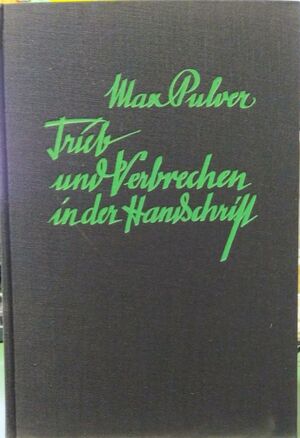 Max Pulver
Trieb
und Verbrechen
in der Handschrift